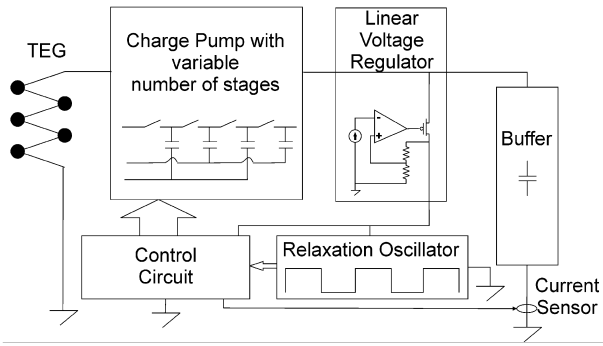 TEG
Charge Pump with
variable
number of stages
Linear
Voltage
Regulator
Buffer
Control
Circuit
Relaxation Oscillator
Current
Sensor